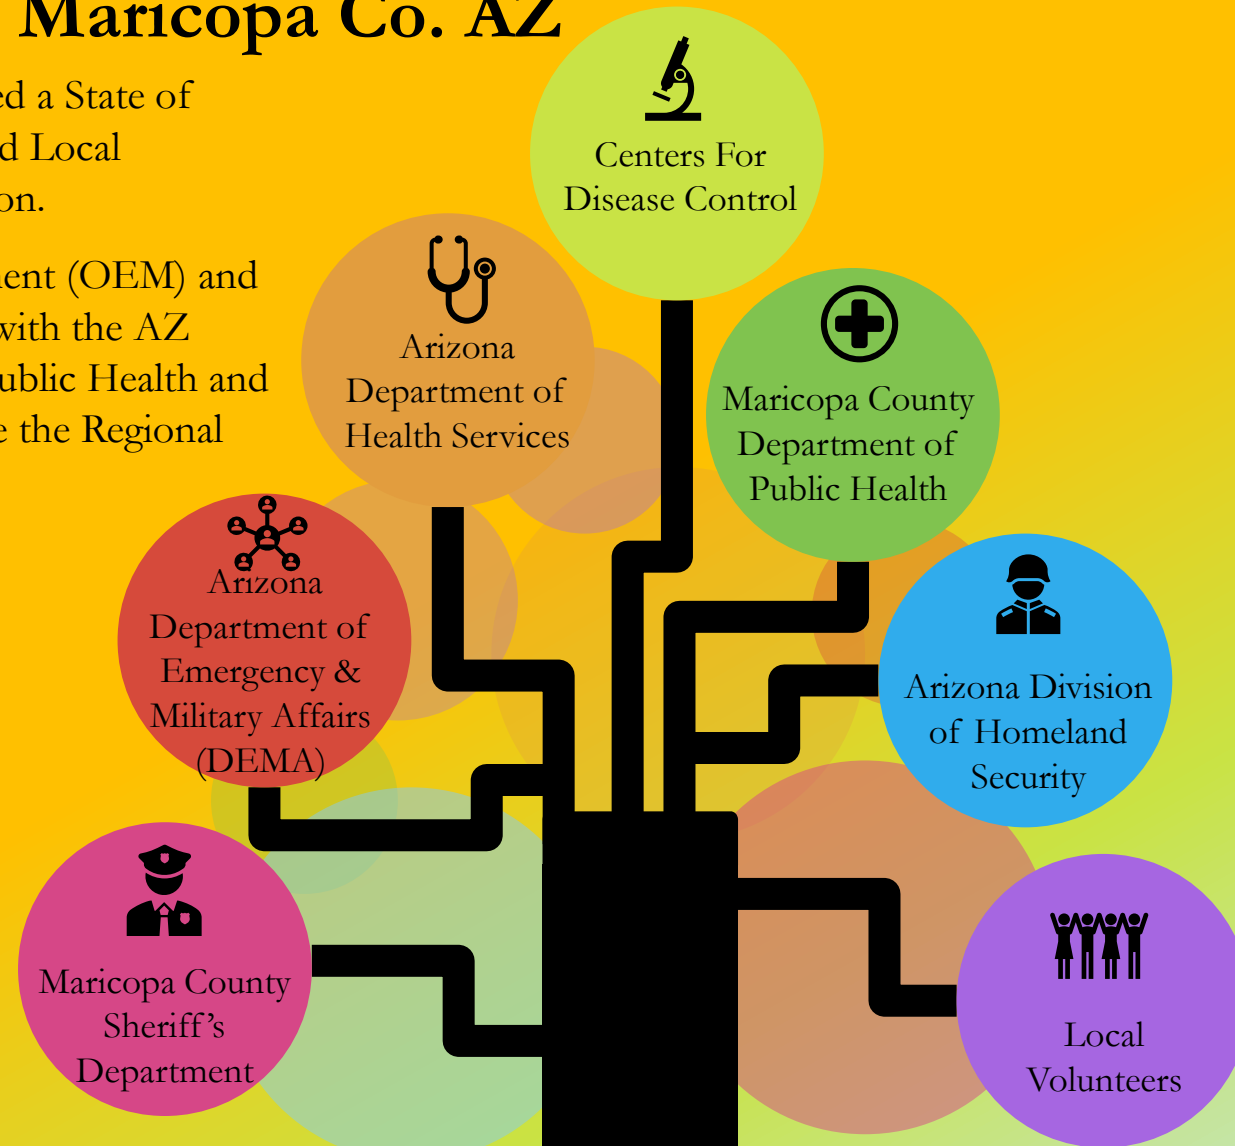 Maricopa Co. AZ
ed a State of
d Local
on.
ent (OEM) and
with the AZ
ublic Health and
e the Regional
Centers For
Disease Control
Arizona
Department of
Health Services
Maricopa County
Department of
Public Health
Arizona
Department of
Emergency &
Military Affairs
(DEMA)
Arizona Division
of Homeland
Security
Maricopa County
Sheriff's
Department
Local
Volunteers